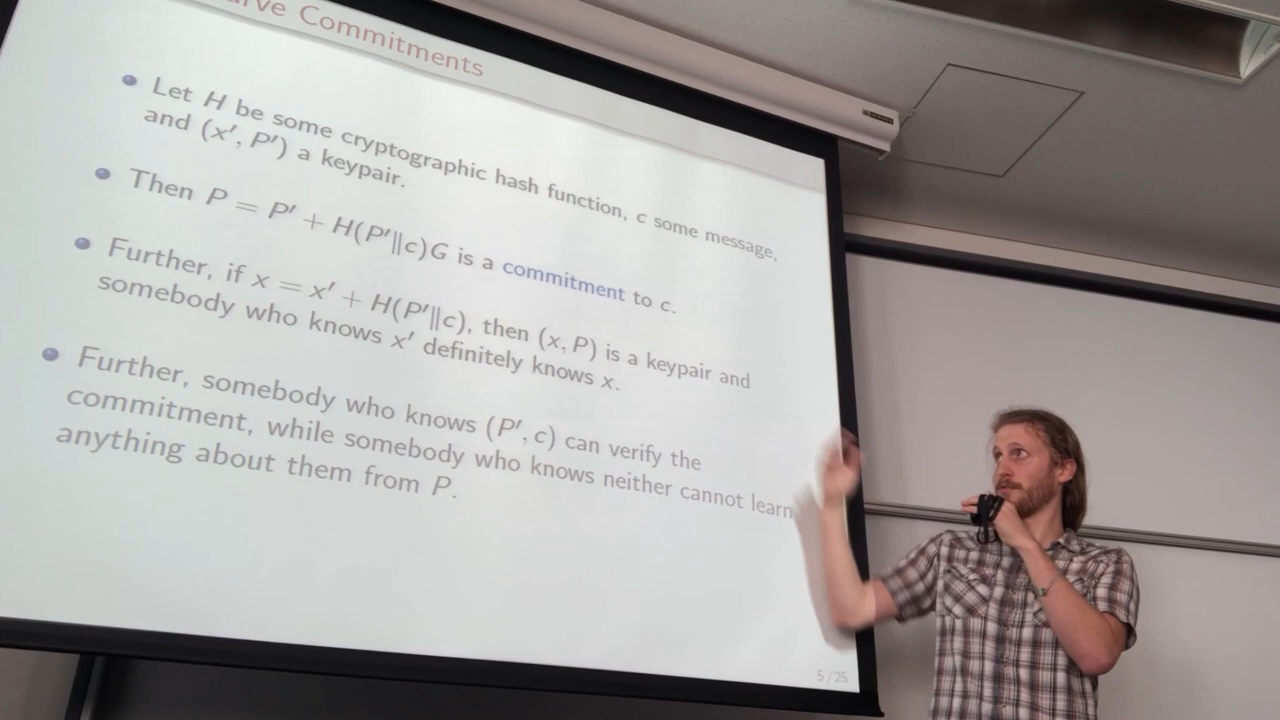 Commitments
Let H be some cryptographic hash function, c some message,
and (x′, P′) a keypair.
Then P = P′ + H(P′‖c)G is a commitment to c.
Further, if x = x′ + H(P′‖c), then (x, P) is a keypair and
somebody who knows x′ definitely knows x.
Further, somebody who knows (P′, c) can verify the
commitment, while somebody who knows neither cannot learn
anything about them from P.
5 / 25